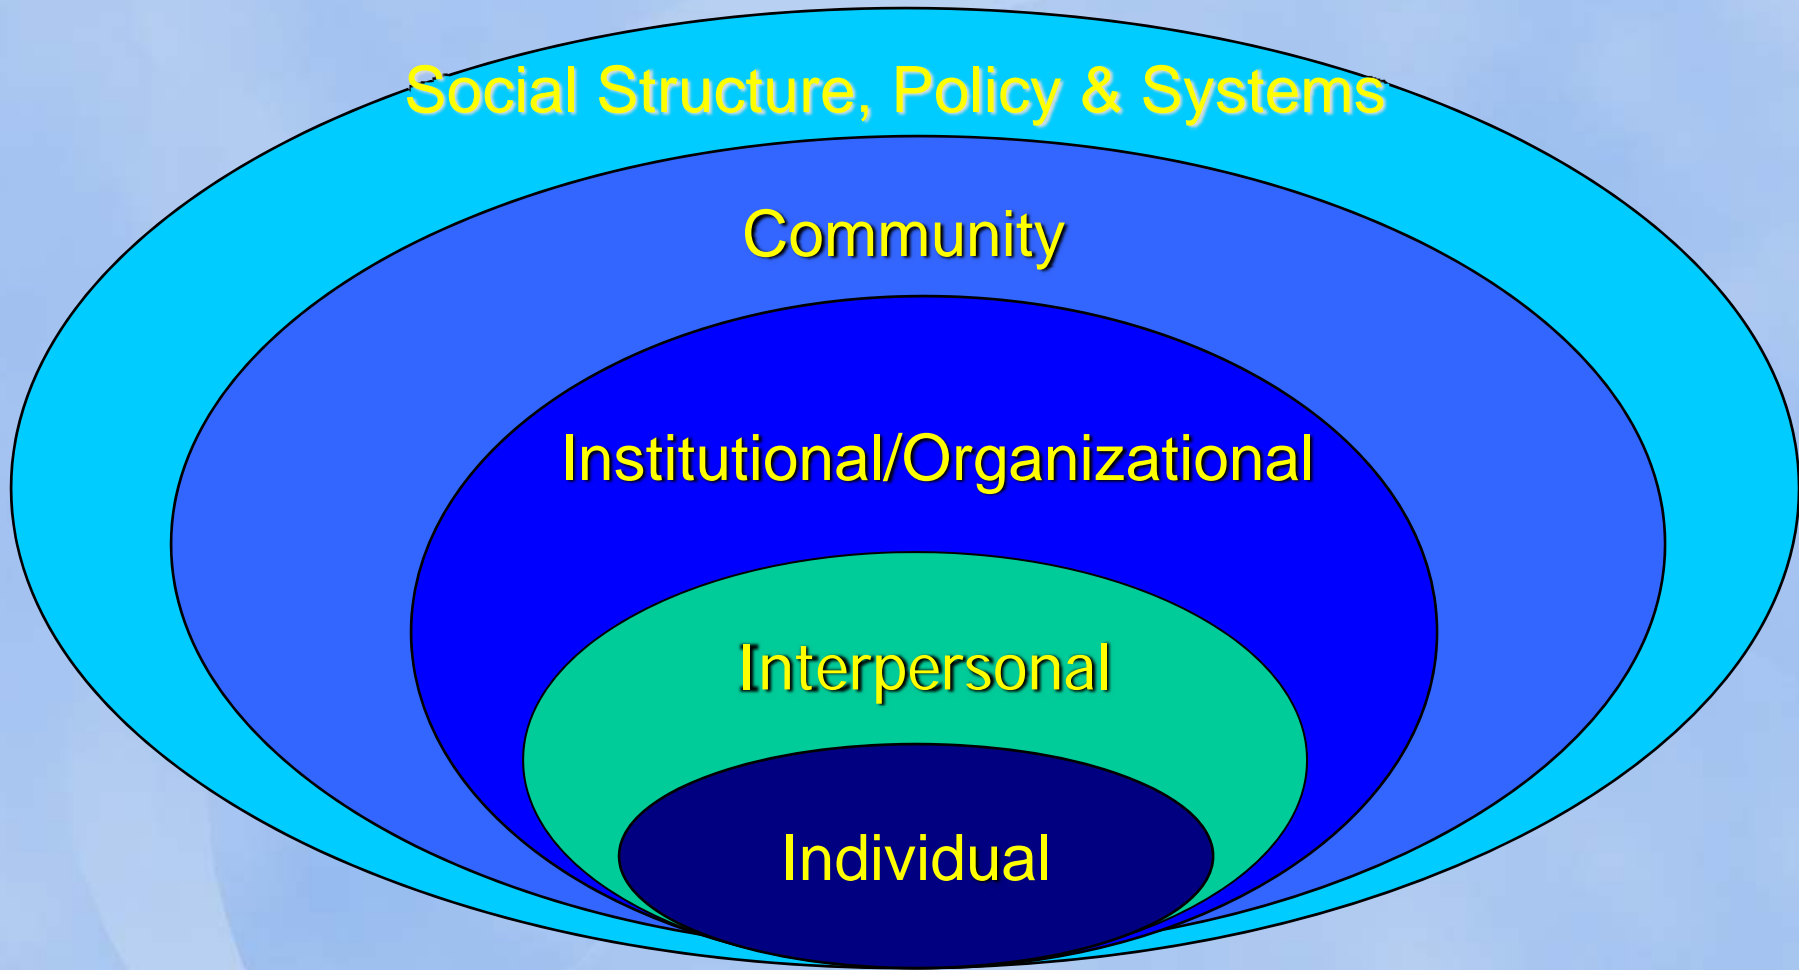 Social Structure, Policy & Systems
Community
Institutional/Organizational
Interpersonal
Individual